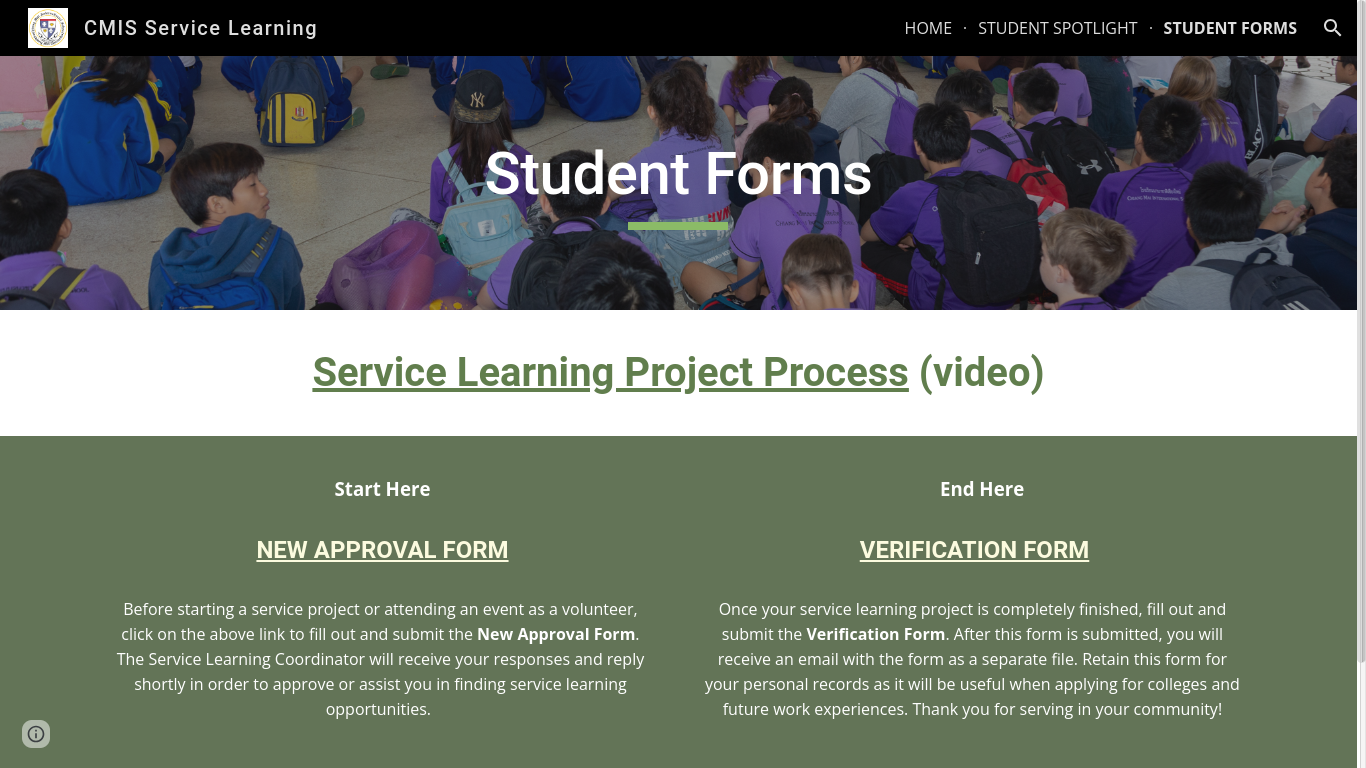 CMIS Service Learning
HOME · STUDENT SPOTLIGHT · STUDENT FORMS
Student Forms
Service Learning Project Process (video)
Start Here
NEW APPROVAL FORM
Before starting a service project or attending an event as a volunteer,
click on the above link to fill out and submit the New Approval Form.
The Service Learning Coordinator will receive your responses and reply
shortly in order to approve or assist you in finding service learning
opportunities.
End Here
VERIFICATION FORM
Once your service learning project is completely finished, fill out and
submit the Verification Form. After this form is submitted, you will
receive an email with the form as a separate file. Retain this form for
your personal records as it will be useful when applying for colleges and
future work experiences. Thank you for serving in your community!